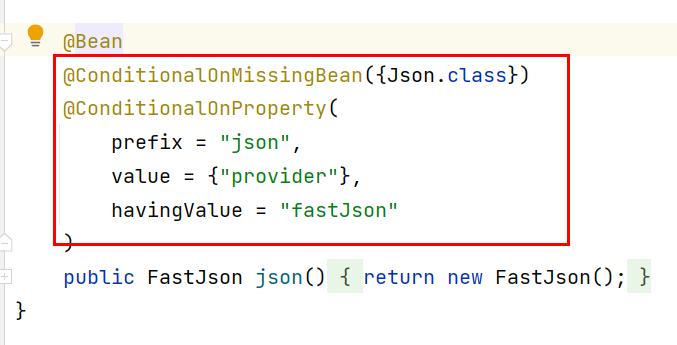 @Bean
@ConditionalOnMissingBean({Json.class})
@ConditionalOnProperty(
prefix = "json",
value = {"provider"},
havingValue = "fastJson"
)
public FastJson json() { return new FastJson(); }
}